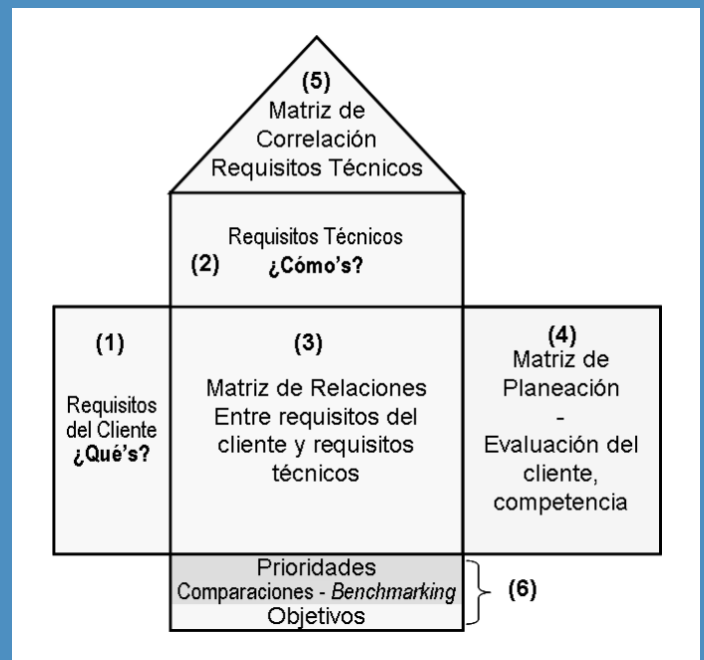 (5)
Matriz de
Correlación
Requisitos Técnicos
Requisitos Técnicos
(2) ¿Cómo's?
(1)
Requisitos
del Cliente
¿Qué's?
(3)
Matriz de Relaciones
Entre requisitos del
cliente y requisitos
técnicos
(4)
Matriz de
Planeación
-
Evaluación del
cliente,
competencia
Prioridades
Comparaciones - Benchmarking
Objetivos
(6)